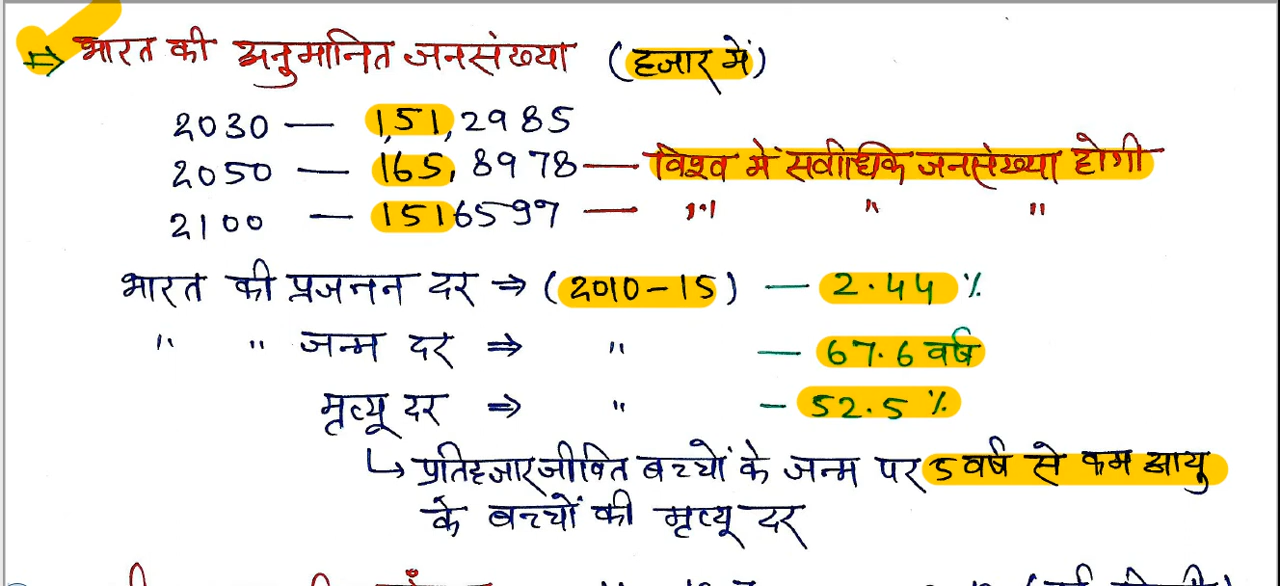 ⇒ भारत की अनुमानित जनसंख्या (हजार में)
2030 — 1,51,2985
2050 — 165,8978 — विश्व में सर्वाधिक जनसंख्या होगी
2100 — 1516597 — " " "
भारत की प्रजनन दर ⇒ (2010-15) — 2.44 %
" " जन्म दर ⇒ " — 67.6 वर्ष
मृत्यू दर ⇒ " — 52.5 %
↳ प्रतिहजार जीवित बच्चों के जन्म पर 5 वर्ष से कम आयु
के बच्चों की मृत्यू दर